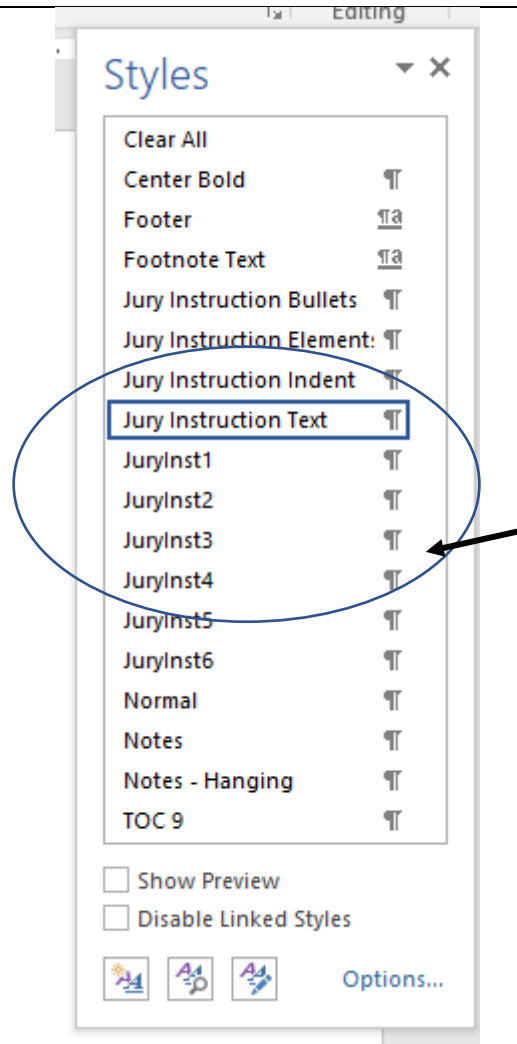 Editing
Styles
Clear All
Center Bold ¶
Footer ¶a
Footnote Text ¶a
Jury Instruction Bullets ¶
Jury Instruction Element: ¶
Jury Instruction Indent ¶
Jury Instruction Text ¶
JuryInst1 ¶
JuryInst2 ¶
JuryInst3 ¶
JuryInst4 ¶
JuryInst5 ¶
JuryInst6 ¶
Normal ¶
Notes ¶
Notes - Hanging ¶
TOC 9 ¶
Show Preview
Disable Linked Styles
Options...